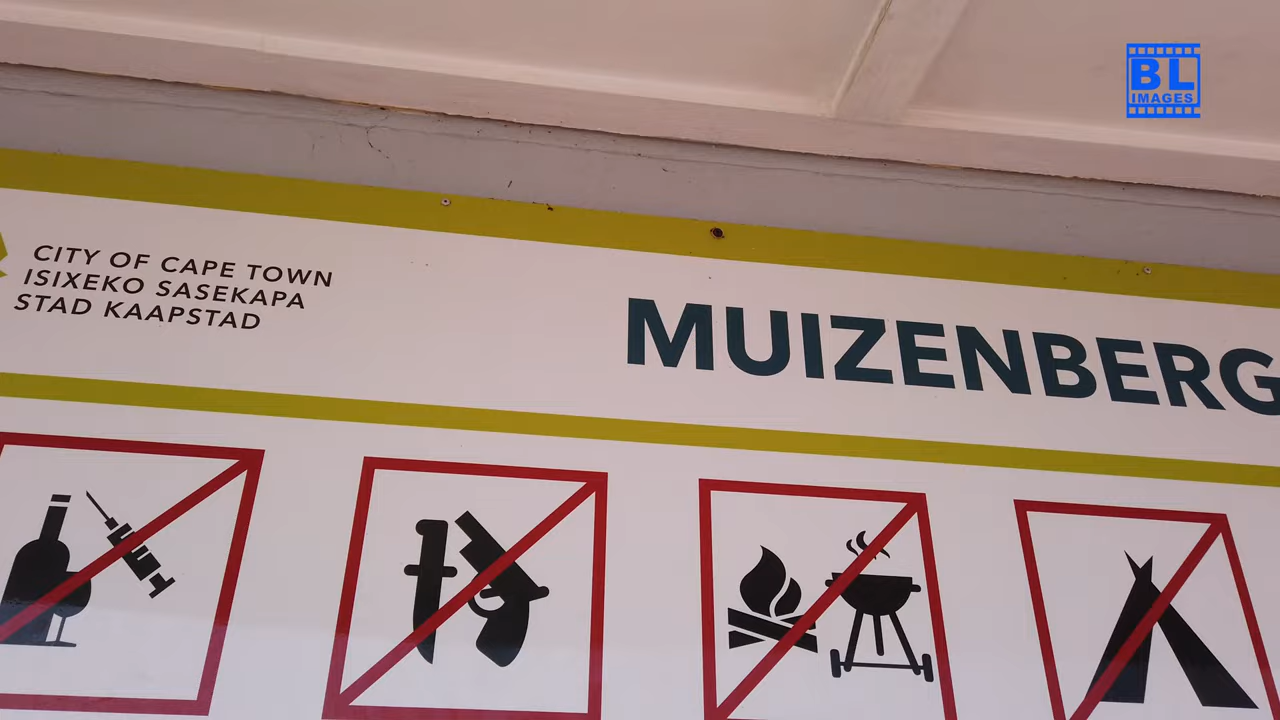 BL
IMAGES
CITY OF CAPE TOWN
ISIXEKO SASEKAPA
STAD KAAPSTAD
MUIZENBERG